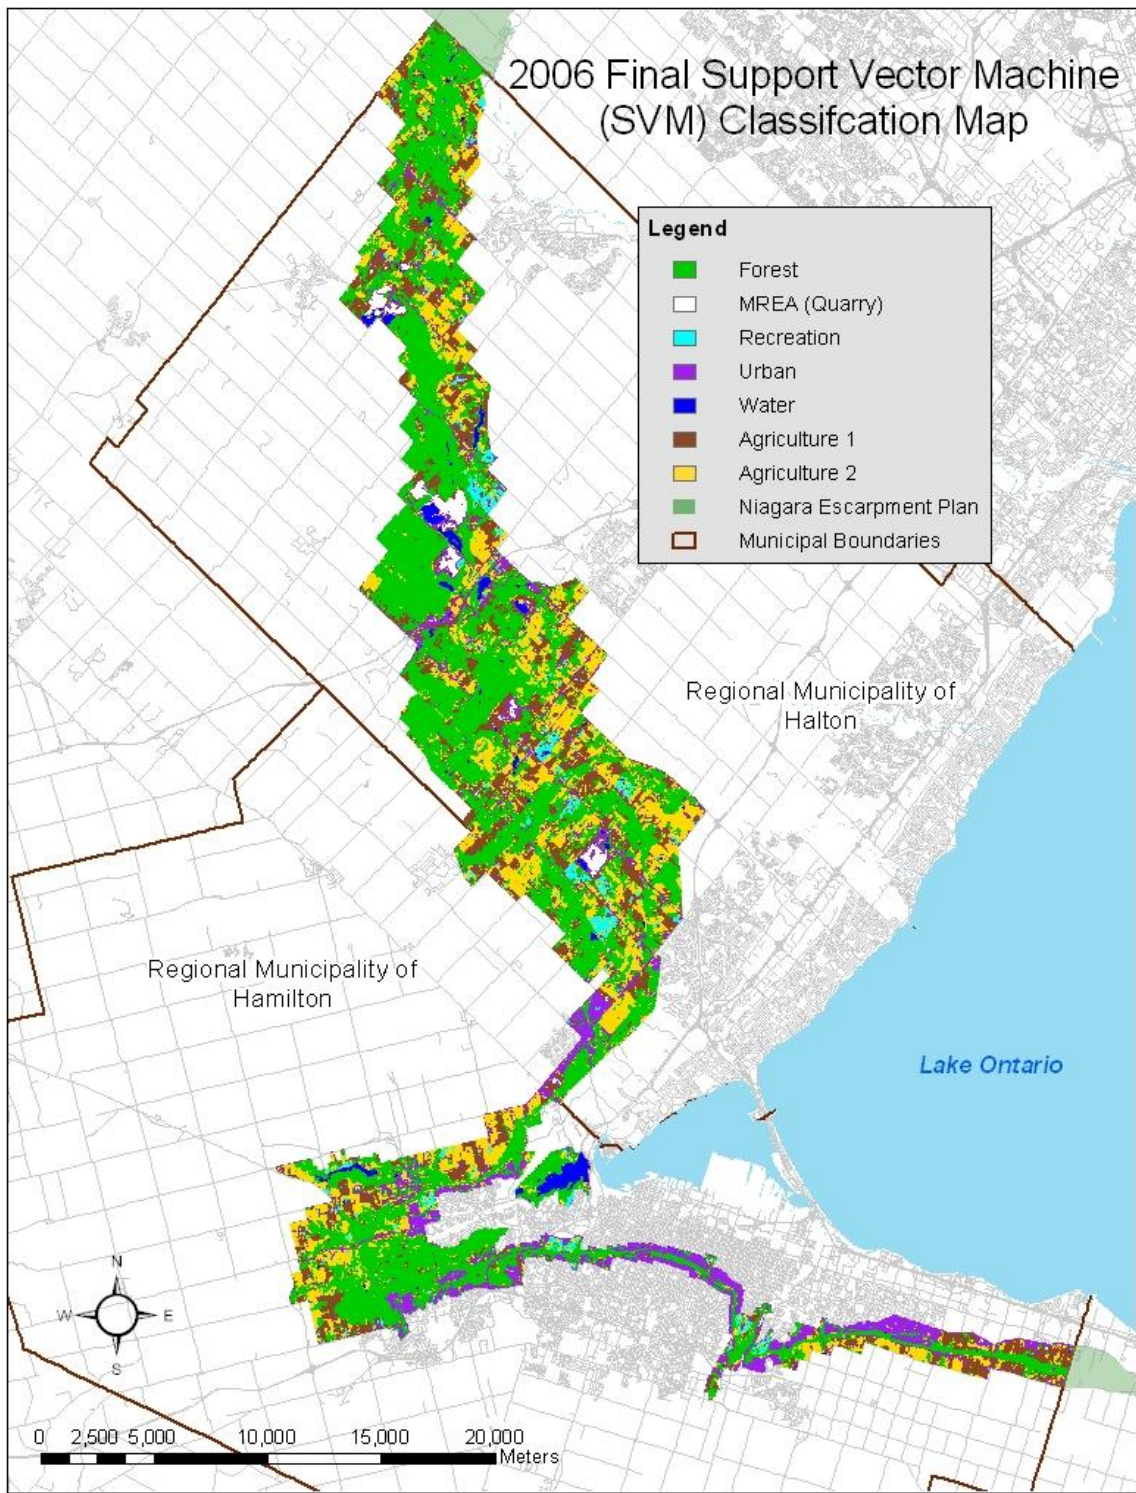 2006 Final Support Vector Machine
(SVM) Classifcation Map
Legend
Forest
MREA (Quarry)
Recreation
Urban
Water
Agriculture 1
Agriculture 2
Niagara Escarpment Plan
Municipal Boundaries
Regional Municipality of
Halton
Regional Municipality of
Hamilton
Lake Ontario
N
W E
S
0 2,500 5,000 10,000 15,000 20,000
Meters